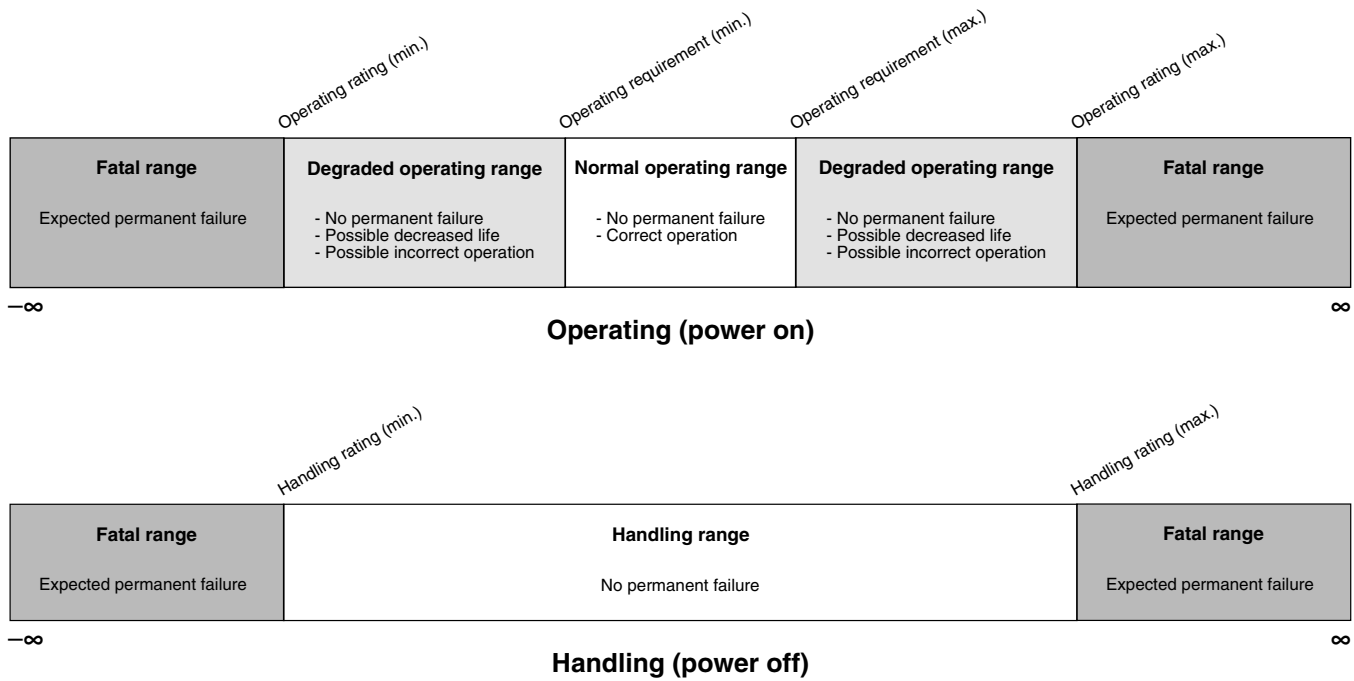 Operating rating (min.)
Operating requirement (min.)
Operating requirement (max.)
Operating rating (max.)
Fatal range
Expected permanent failure
Degraded operating range
- No permanent failure
- Possible decreased life
- Possible incorrect operation
Normal operating range
- No permanent failure
- Correct operation
Degraded operating range
- No permanent failure
- Possible decreased life
- Possible incorrect operation
Fatal range
Expected permanent failure
−∞
∞
Operating (power on)
Handling rating (min.)
Handling rating (max.)
Fatal range
Expected permanent failure
Handling range
No permanent failure
Fatal range
Expected permanent failure
−∞
∞
Handling (power off)